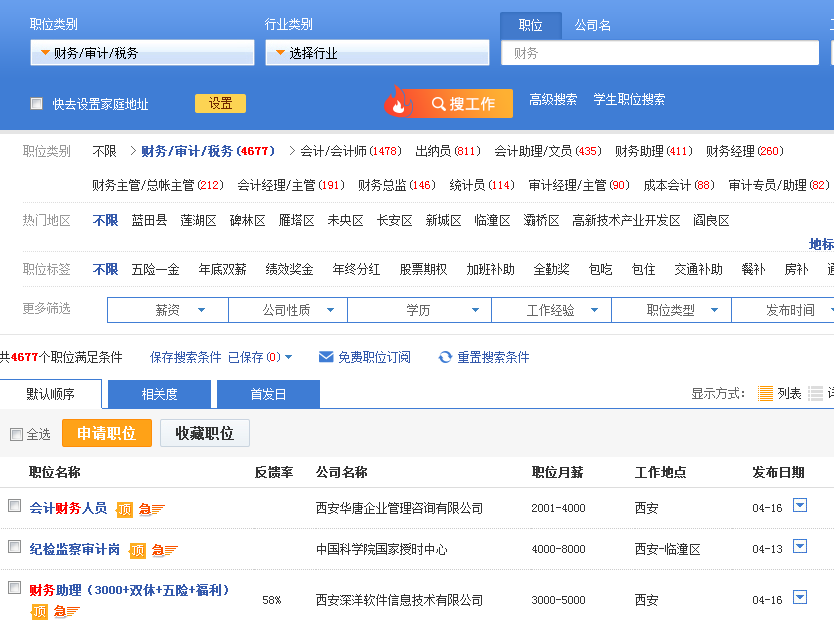 职位类别 行业类别 职位 公司名
财务/审计/税务 选择行业 财务
快去设置家庭地址 设置 搜工作 高级搜索 学生职位搜索
职位类别 不限 > 财务/审计/税务(4677) > 会计/会计师(1478) 出纳员(811) 会计助理/文员(435) 财务助理(411) 财务经理(260)
财务主管/总帐主管(212) 会计经理/主管(191) 财务总监(146) 统计员(114) 审计经理/主管(90) 成本会计(88) 审计专员/助理(82)
热门地区 不限 蓝田县 莲湖区 碑林区 雁塔区 未央区 长安区 新城区 临潼区 灞桥区 高新技术产业开发区 阎良区
地标
职位标签 不限 五险一金 年底双薪 绩效奖金 年终分红 股票期权 加班补助 全勤奖 包吃 包住 交通补助 餐补 房补
更多筛选 薪资 公司性质 学历 工作经验 职位类型 发布时间
共4677个职位满足条件 保存搜索条件 已保存(0) 免费职位订阅 重置搜索条件
默认顺序 相关度 首发日 显示方式： 列表
全选 申请职位 收藏职位
职位名称 反馈率 公司名称 职位月薪 工作地点 发布日期
会计财务人员 顶 急 西安华唐企业管理咨询有限公司 2001-4000 西安 04-16
纪检监察审计岗 顶 急 中国科学院国家授时中心 4000-8000 西安-临潼区 04-13
财务助理（3000+双休+五险+福利）
顶 急 58% 西安深洋软件信息技术有限公司 3000-5000 西安 04-16